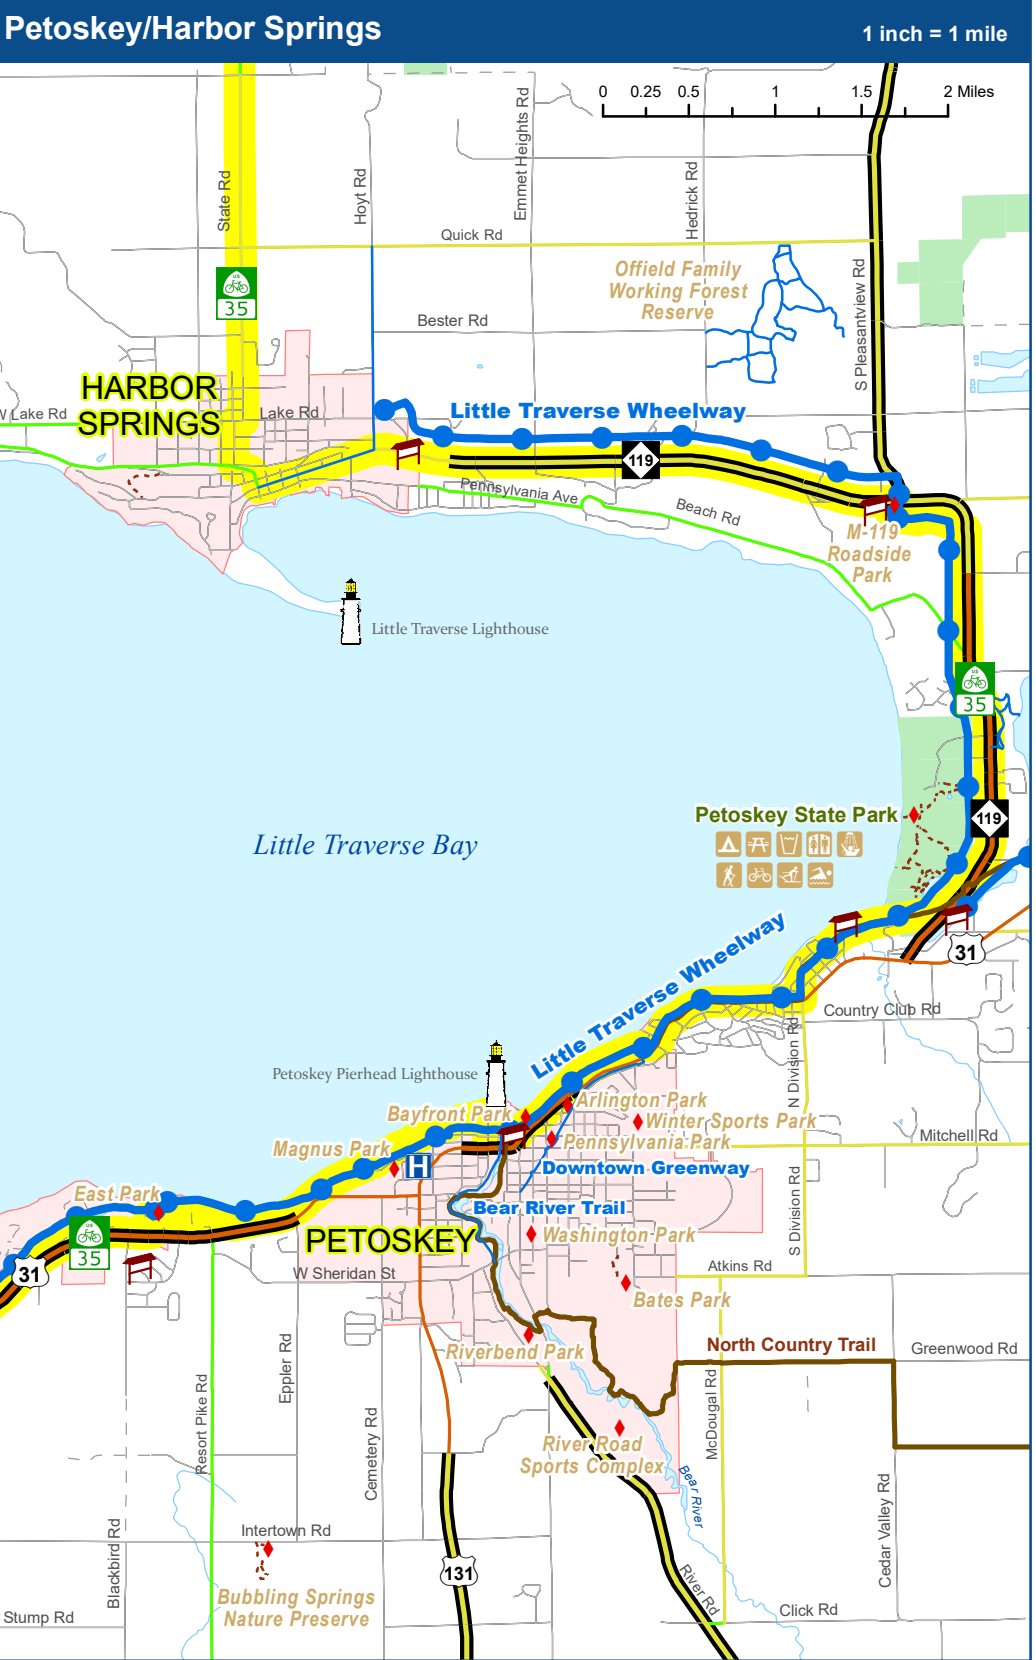 Petoskey/Harbor Springs
1 inch = 1 mile
0 0.25 0.5 1 1.5 2 Miles
State Rd
Hoyt Rd
Emmet Heights Rd
Hedrick Rd
Quick Rd
S Pleasantview Rd
US
35
Offield Family
Working Forest
Reserve
Bester Rd
HARBOR
SPRINGS
W Lake Rd
Lake Rd
Little Traverse Wheelway
119
Pennsylvania Ave
Beach Rd
M-119
Roadside
Park
Little Traverse Lighthouse
US
35
Petoskey State Park
119
Little Traverse Bay
Little Traverse Wheelway
31
Country Club Rd
N Division Rd
Petoskey Pierhead Lighthouse
Bayfront Park
Arlington Park
Winter Sports Park
Magnus Park
H
Pennsylvania Park
Mitchell Rd
Downtown Greenway
East Park
Bear River Trail
S Division Rd
US
35
PETOSKEY
Washington Park
31
W Sheridan St
Atkins Rd
Bates Park
Riverbend Park
North Country Trail
Greenwood Rd
Eppler Rd
Resort Pike Rd
Cemetery Rd
McDougal Rd
River Road
Sports Complex
Bear River
Cedar Valley Rd
Intertown Rd
Blackbird Rd
131
River Rd
Bubbling Springs
Nature Preserve
Stump Rd
Click Rd